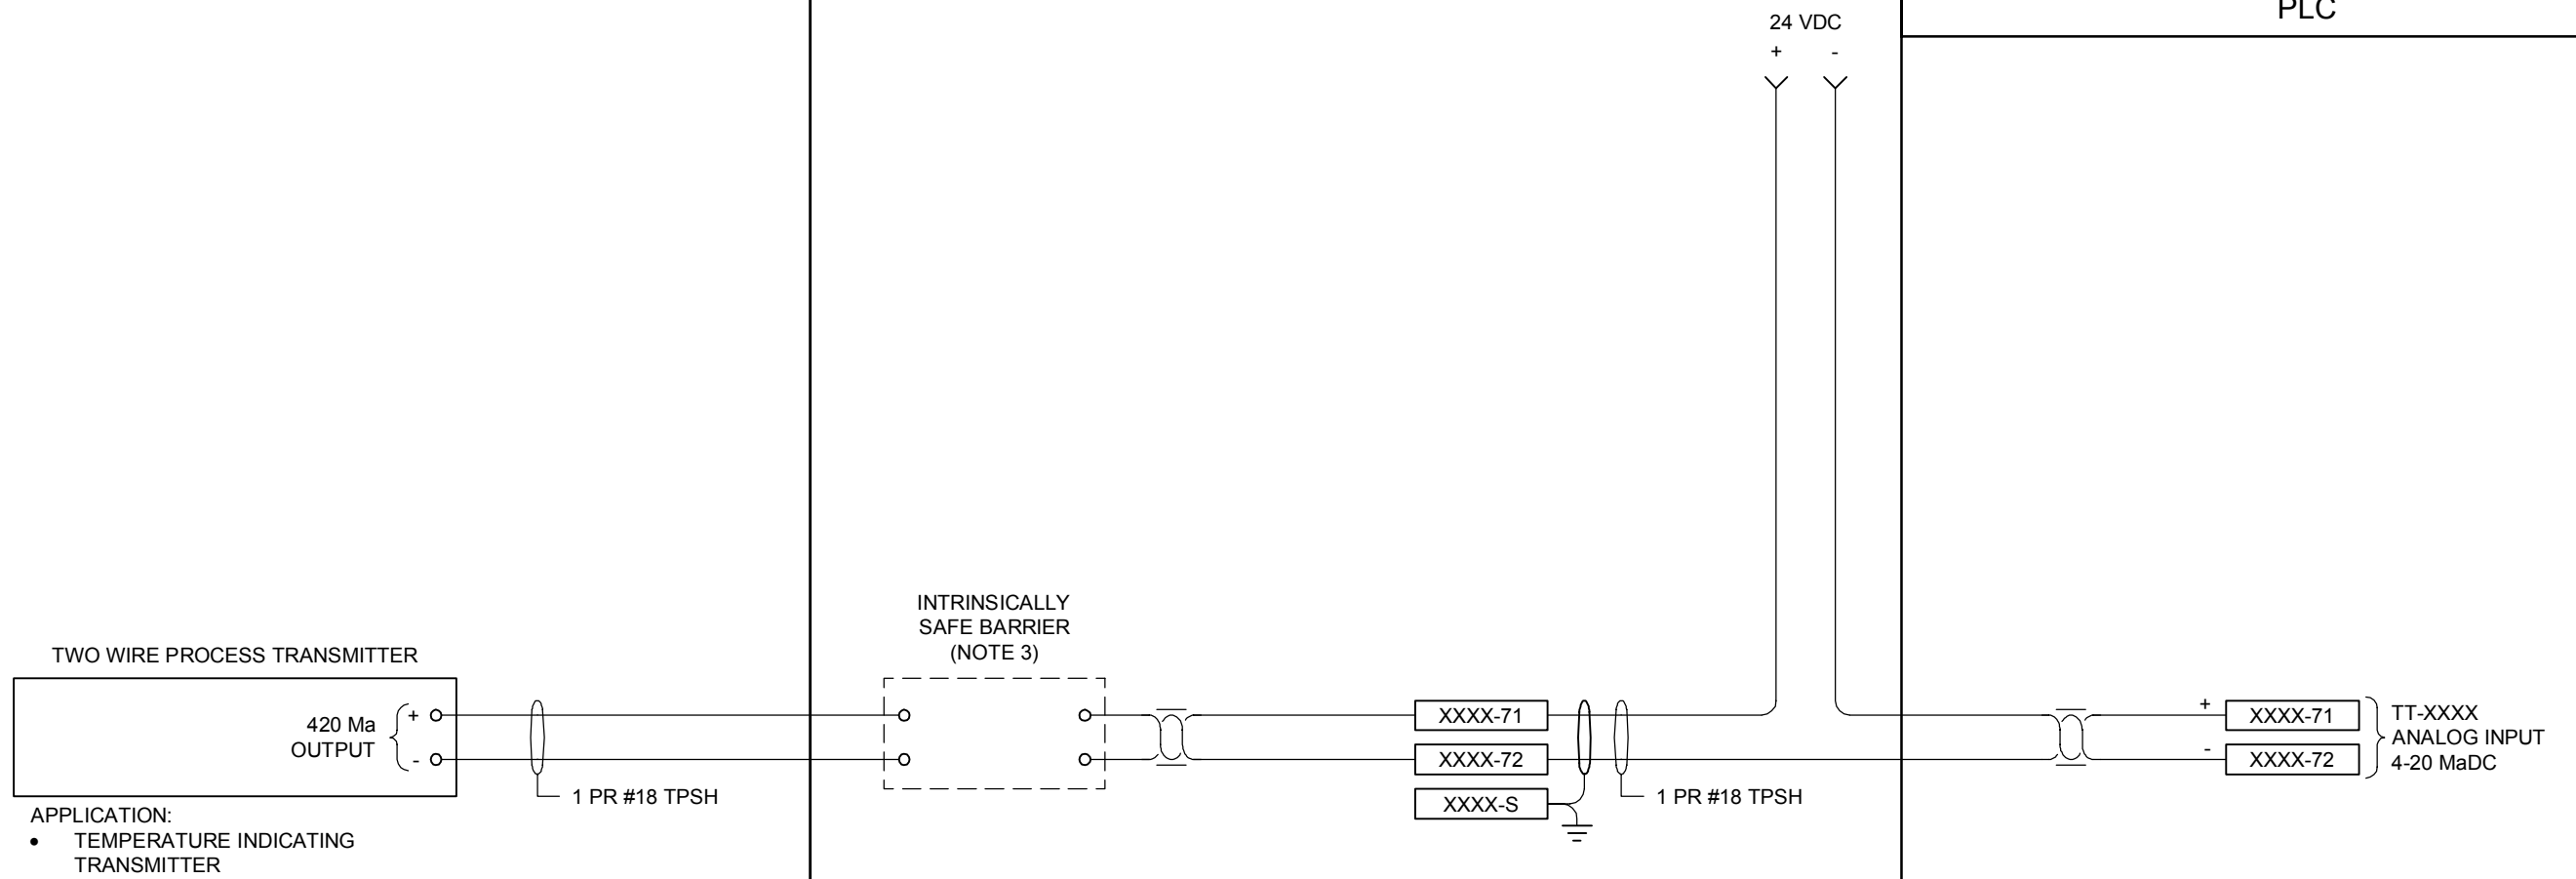 PLC
24 VDC
+ -
INTRINSICALLY
SAFE BARRIER
(NOTE 3)
TWO WIRE PROCESS TRANSMITTER
420 Ma
OUTPUT
+
-
1 PR #18 TPSH
APPLICATION:
• TEMPERATURE INDICATING
TRANSMITTER
XXXX-71
XXXX-72
XXXX-S
1 PR #18 TPSH
+
-
XXXX-71
XXXX-72
TT-XXXX
ANALOG INPUT
4-20 MaDC